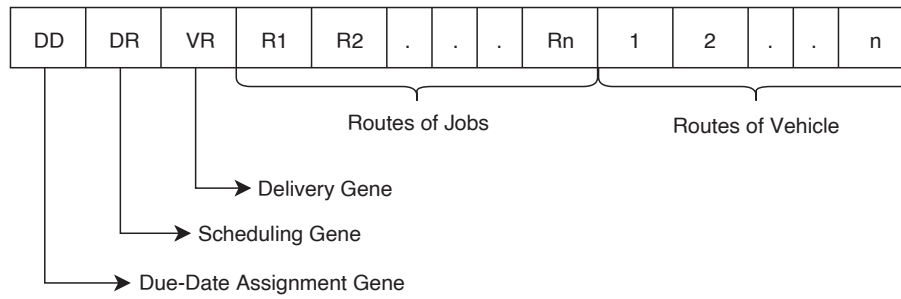 DD DR VR R1 R2 . . . Rn 1 2 . . n
Routes of Jobs Routes of Vehicle
Delivery Gene
Scheduling Gene
Due-Date Assignment Gene